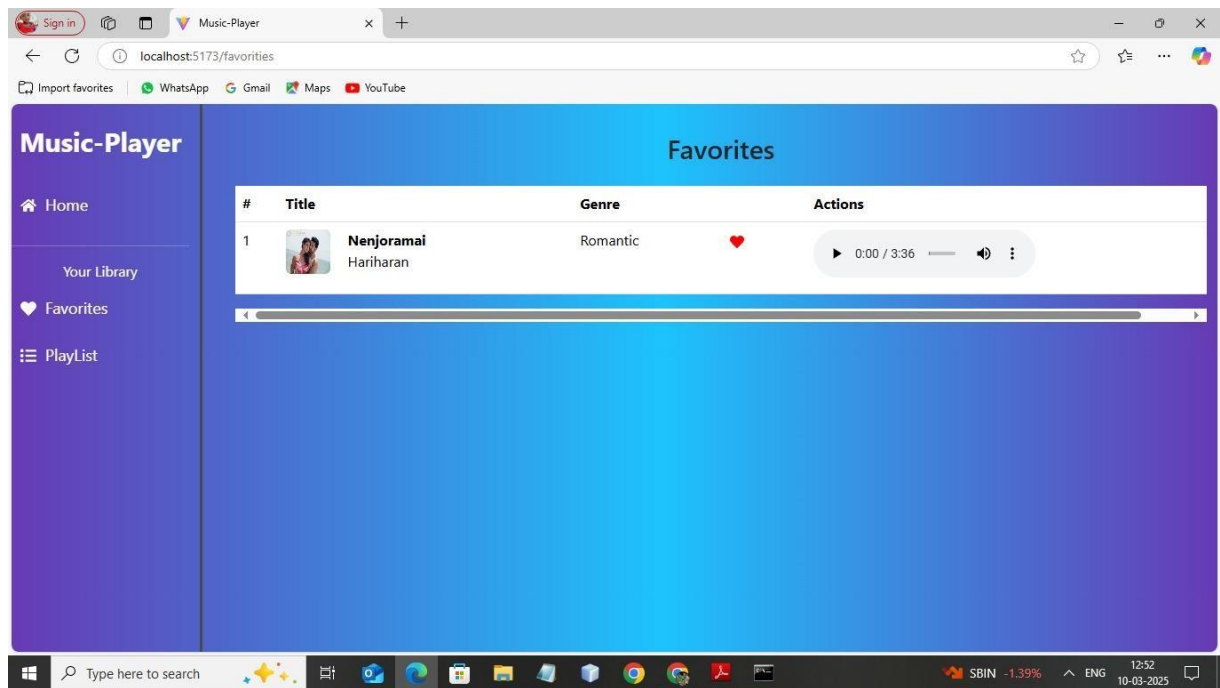 Sign in
Music-Player
localhost:5173/favorities
Import favorites
WhatsApp
Gmail
Maps
YouTube
Music-Player
Home
Your Library
Favorites
PlayList
Favorites
# Title Genre Actions
1 Nenjoramai Romantic 0:00 / 3:36
Hariharan
Type here to search
SBIN -1.39%
ENG
12:52
10-03-2025